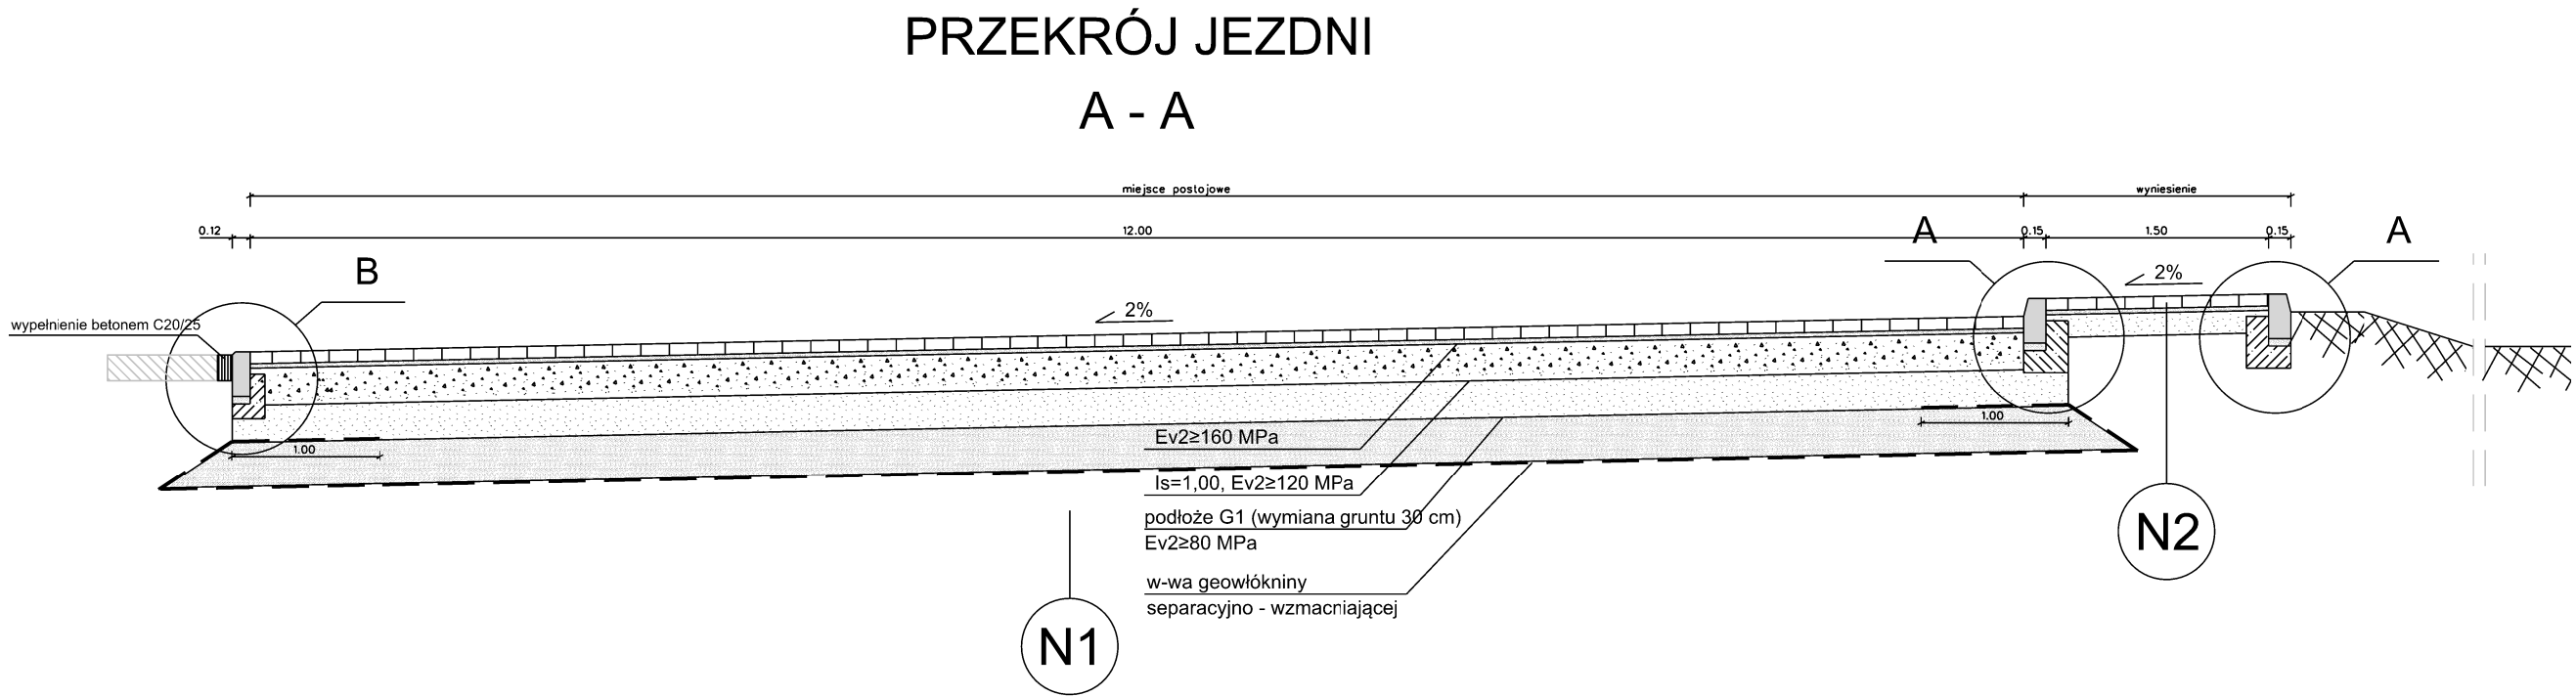 PRZEKRÓJ JEZDNI
A - A
miejsce postojowe
wyniesienie
0.12
12.00
0.15
1.50
0.15
A
A
B
2%
2%
wypełnienie betonem C20/25
1.00
1.00
Ev2≥160 MPa
Is=1,00, Ev2≥120 MPa
podłoże G1 (wymiana gruntu 30 cm)
Ev2≥80 MPa
w-wa geowłókniny
separacyjno - wzmacniającej
N1
N2